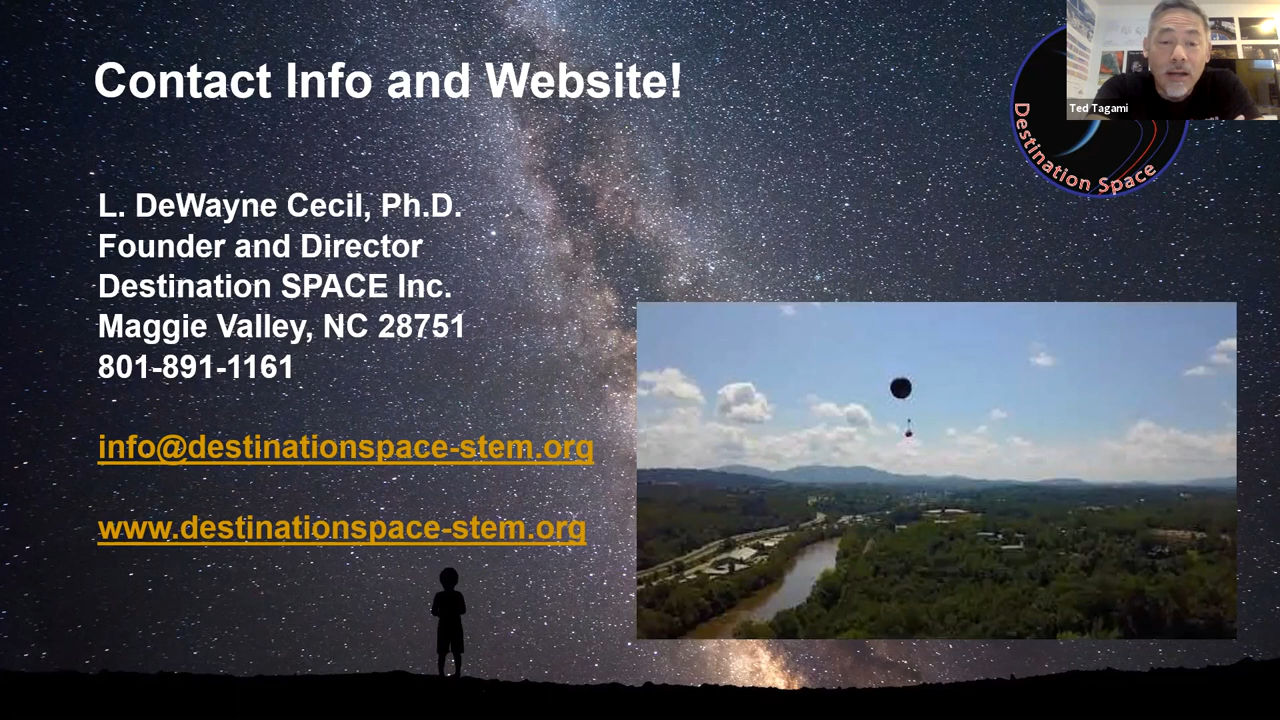 Contact Info and Website!
Ted Tagami
Destination Space
L. DeWayne Cecil, Ph.D.
Founder and Director
Destination SPACE Inc.
Maggie Valley, NC 28751
801-891-1161
info@destinationspace-stem.org
www.destinationspace-stem.org